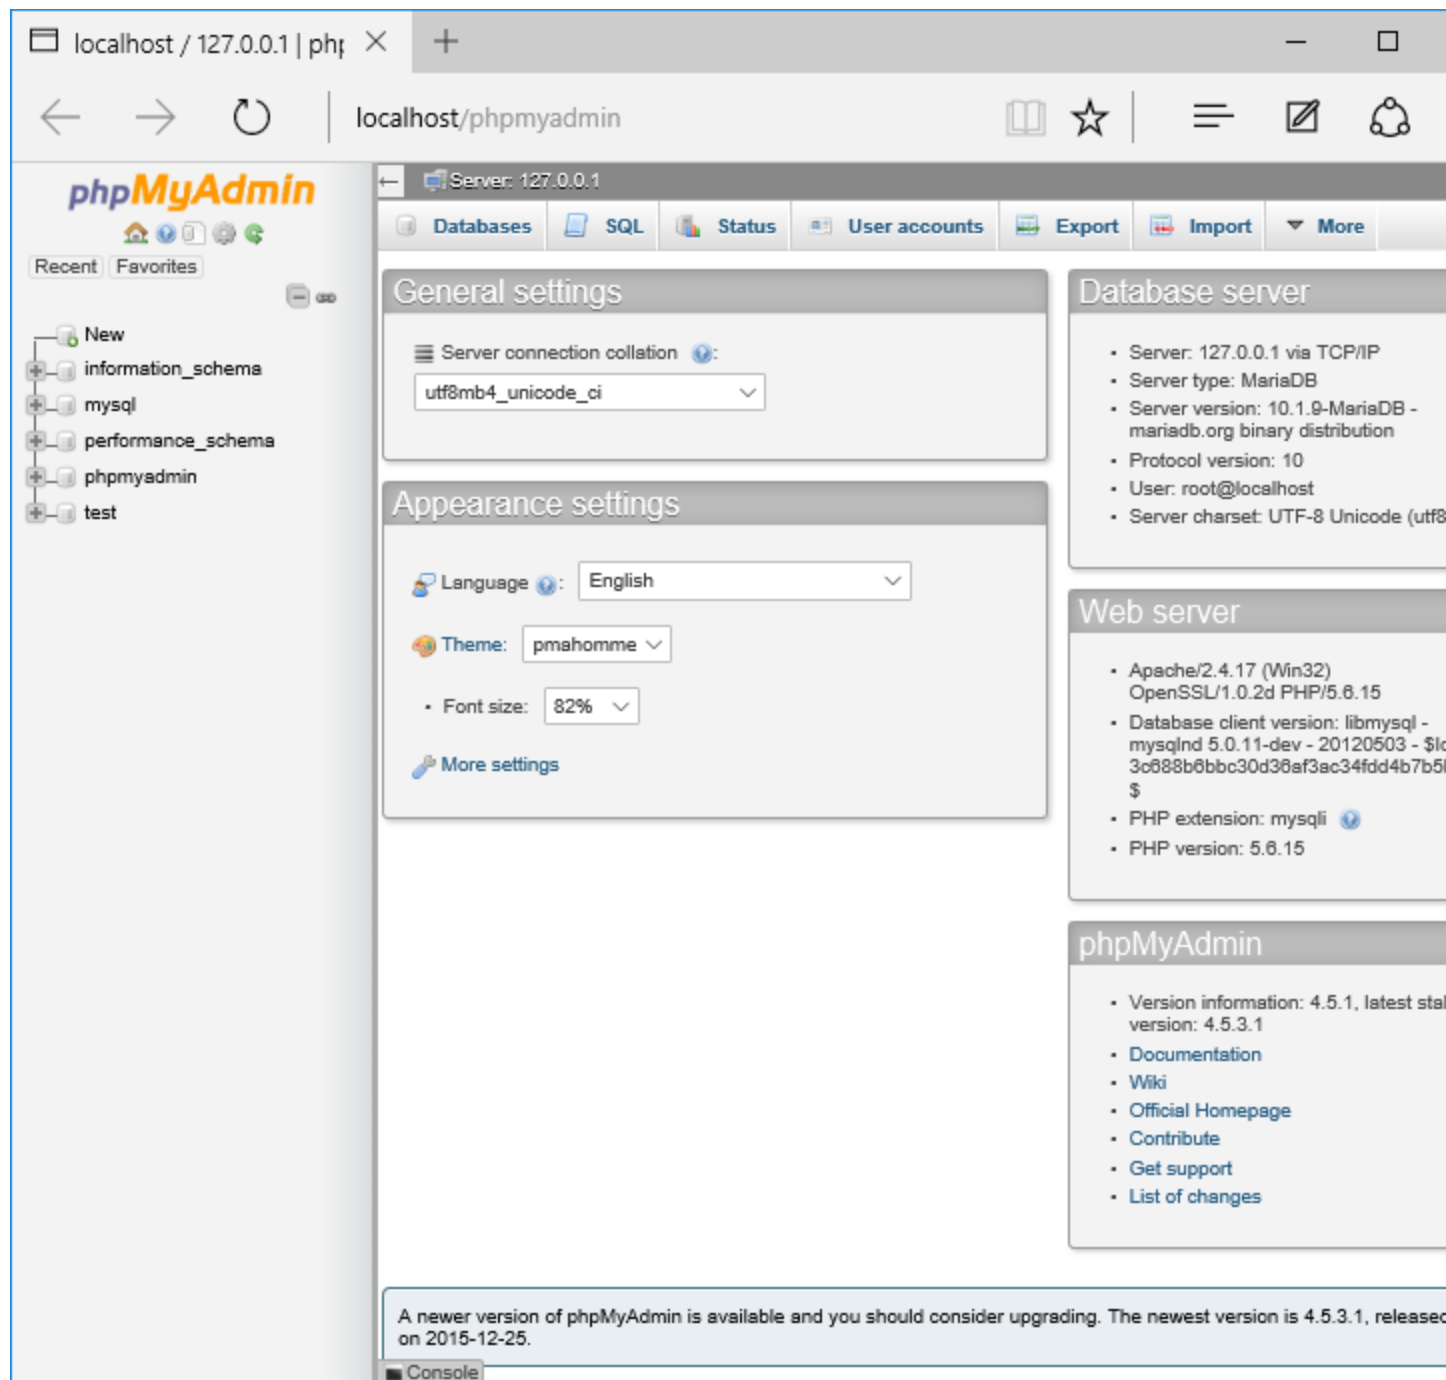 localhost / 127.0.0.1 | php
localhost/phpmyadmin
phpMyAdmin
Recent Favorites
New
information_schema
mysql
performance_schema
phpmyadmin
test
Server: 127.0.0.1
Databases SQL Status User accounts Export Import More
General settings
Server connection collation :
utf8mb4_unicode_ci
Appearance settings
Language : English
Theme: pmahomme
• Font size: 82%
More settings
Database server
• Server: 127.0.0.1 via TCP/IP
• Server type: MariaDB
• Server version: 10.1.9-MariaDB -
mariadb.org binary distribution
• Protocol version: 10
• User: root@localhost
• Server charset: UTF-8 Unicode (utf8
Web server
• Apache/2.4.17 (Win32)
OpenSSL/1.0.2d PHP/5.6.15
• Database client version: libmysql -
mysqlnd 5.0.11-dev - 20120503 - 
3c688b6bbc30d36af3ac34fdd4b7b5
$
• PHP extension: mysqli
• PHP version: 5.6.15
phpMyAdmin
• Version information: 4.5.1, latest
version: 4.5.3.1
• Documentation
• Wiki
• Official Homepage
• Contribute
• Get support
• List of changes
A newer version of phpMyAdmin is available and you should consider upgrading. The newest version is 4.5.3.1, released
on 2015-12-25.
Console